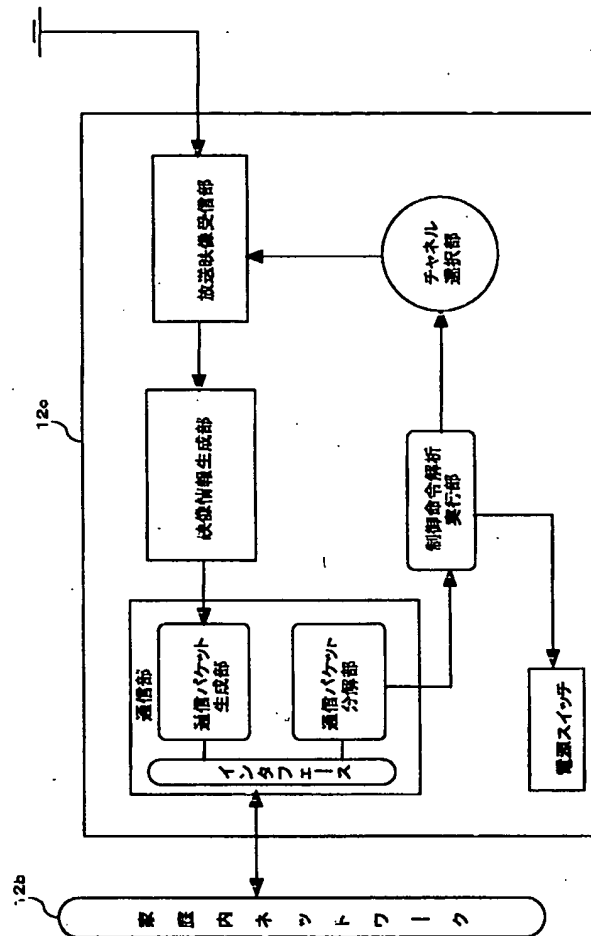 12a
放送映像受信部
映像情報生成部
チャネル
選択部
通信部
通信パケット
生成部
通信パケット
分解部
インタフェース
制御命令解析
実行部
電源スイッチ
12b
家庭内ネットワーク